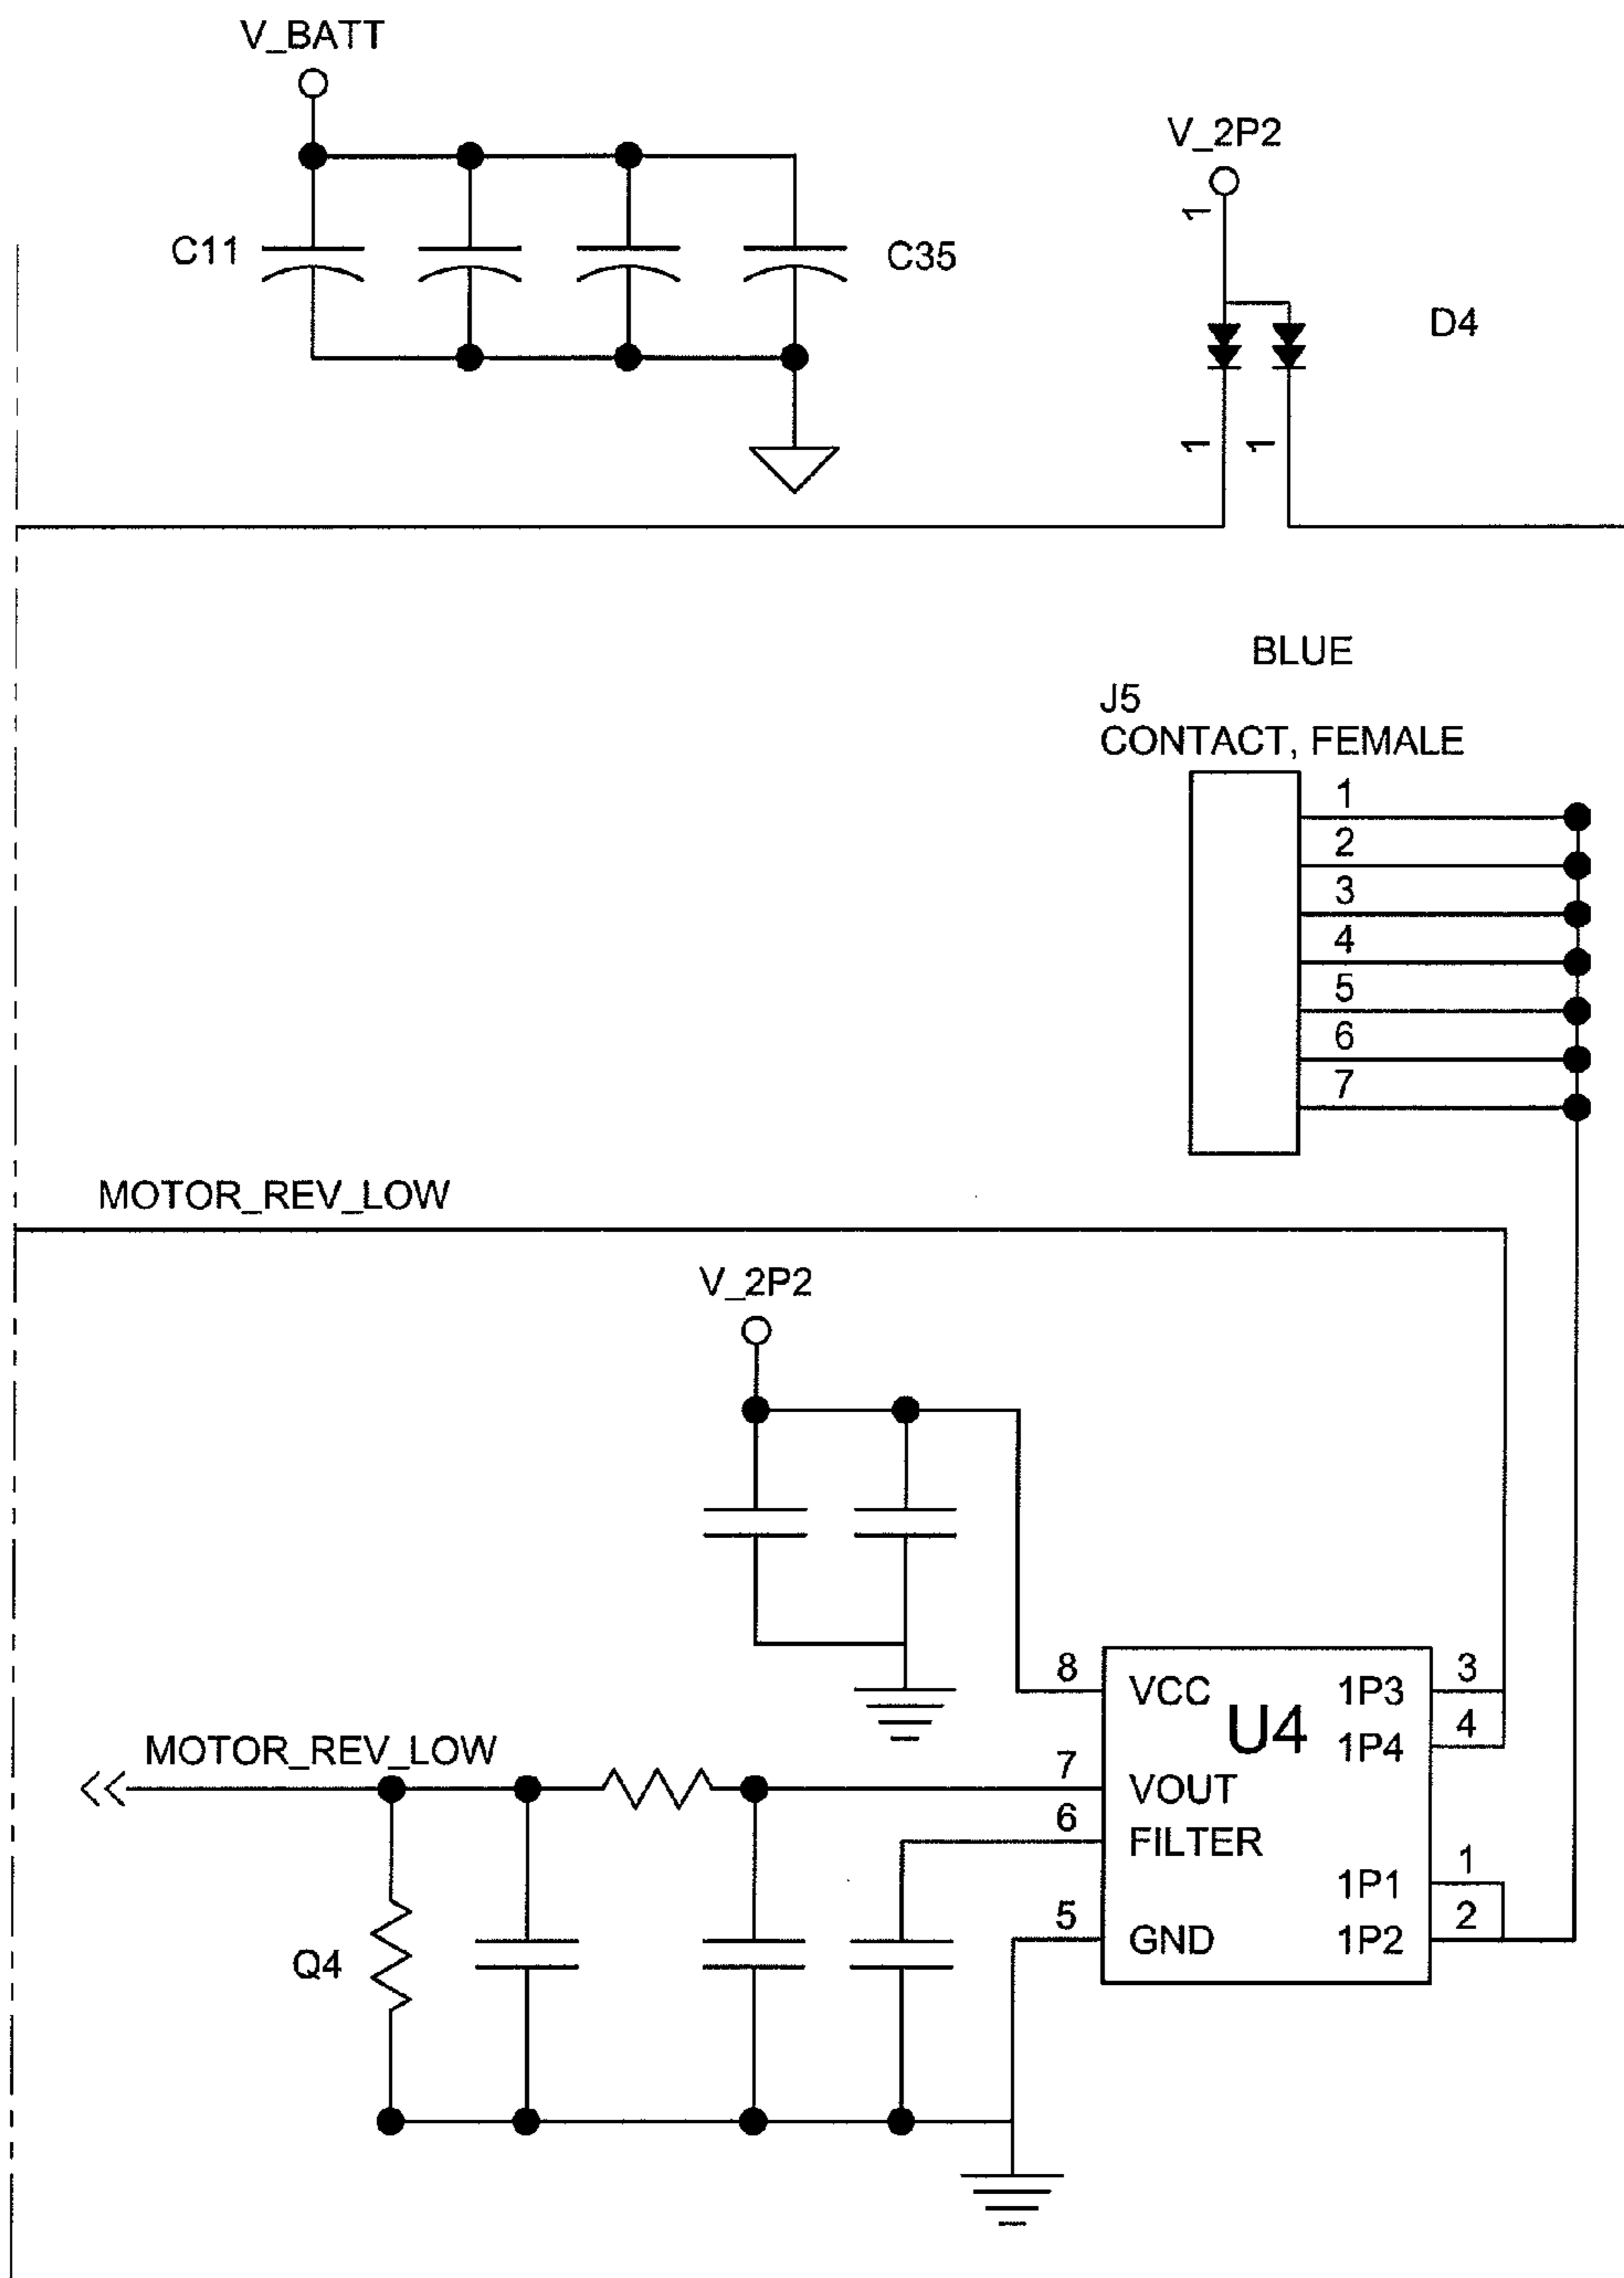 V_BATT
C11
C35
V_2P2
1
D4
1
1
BLUE
J5
CONTACT, FEMALE
1
2
3
4
5
6
7
MOTOR_REV_LOW
V_2P2
8
VCC
1P3
3
U4
1P4
4
MOTOR_REV_LOW
7
VOUT
6
FILTER
1P1
1
5
GND
1P2
2
Q4